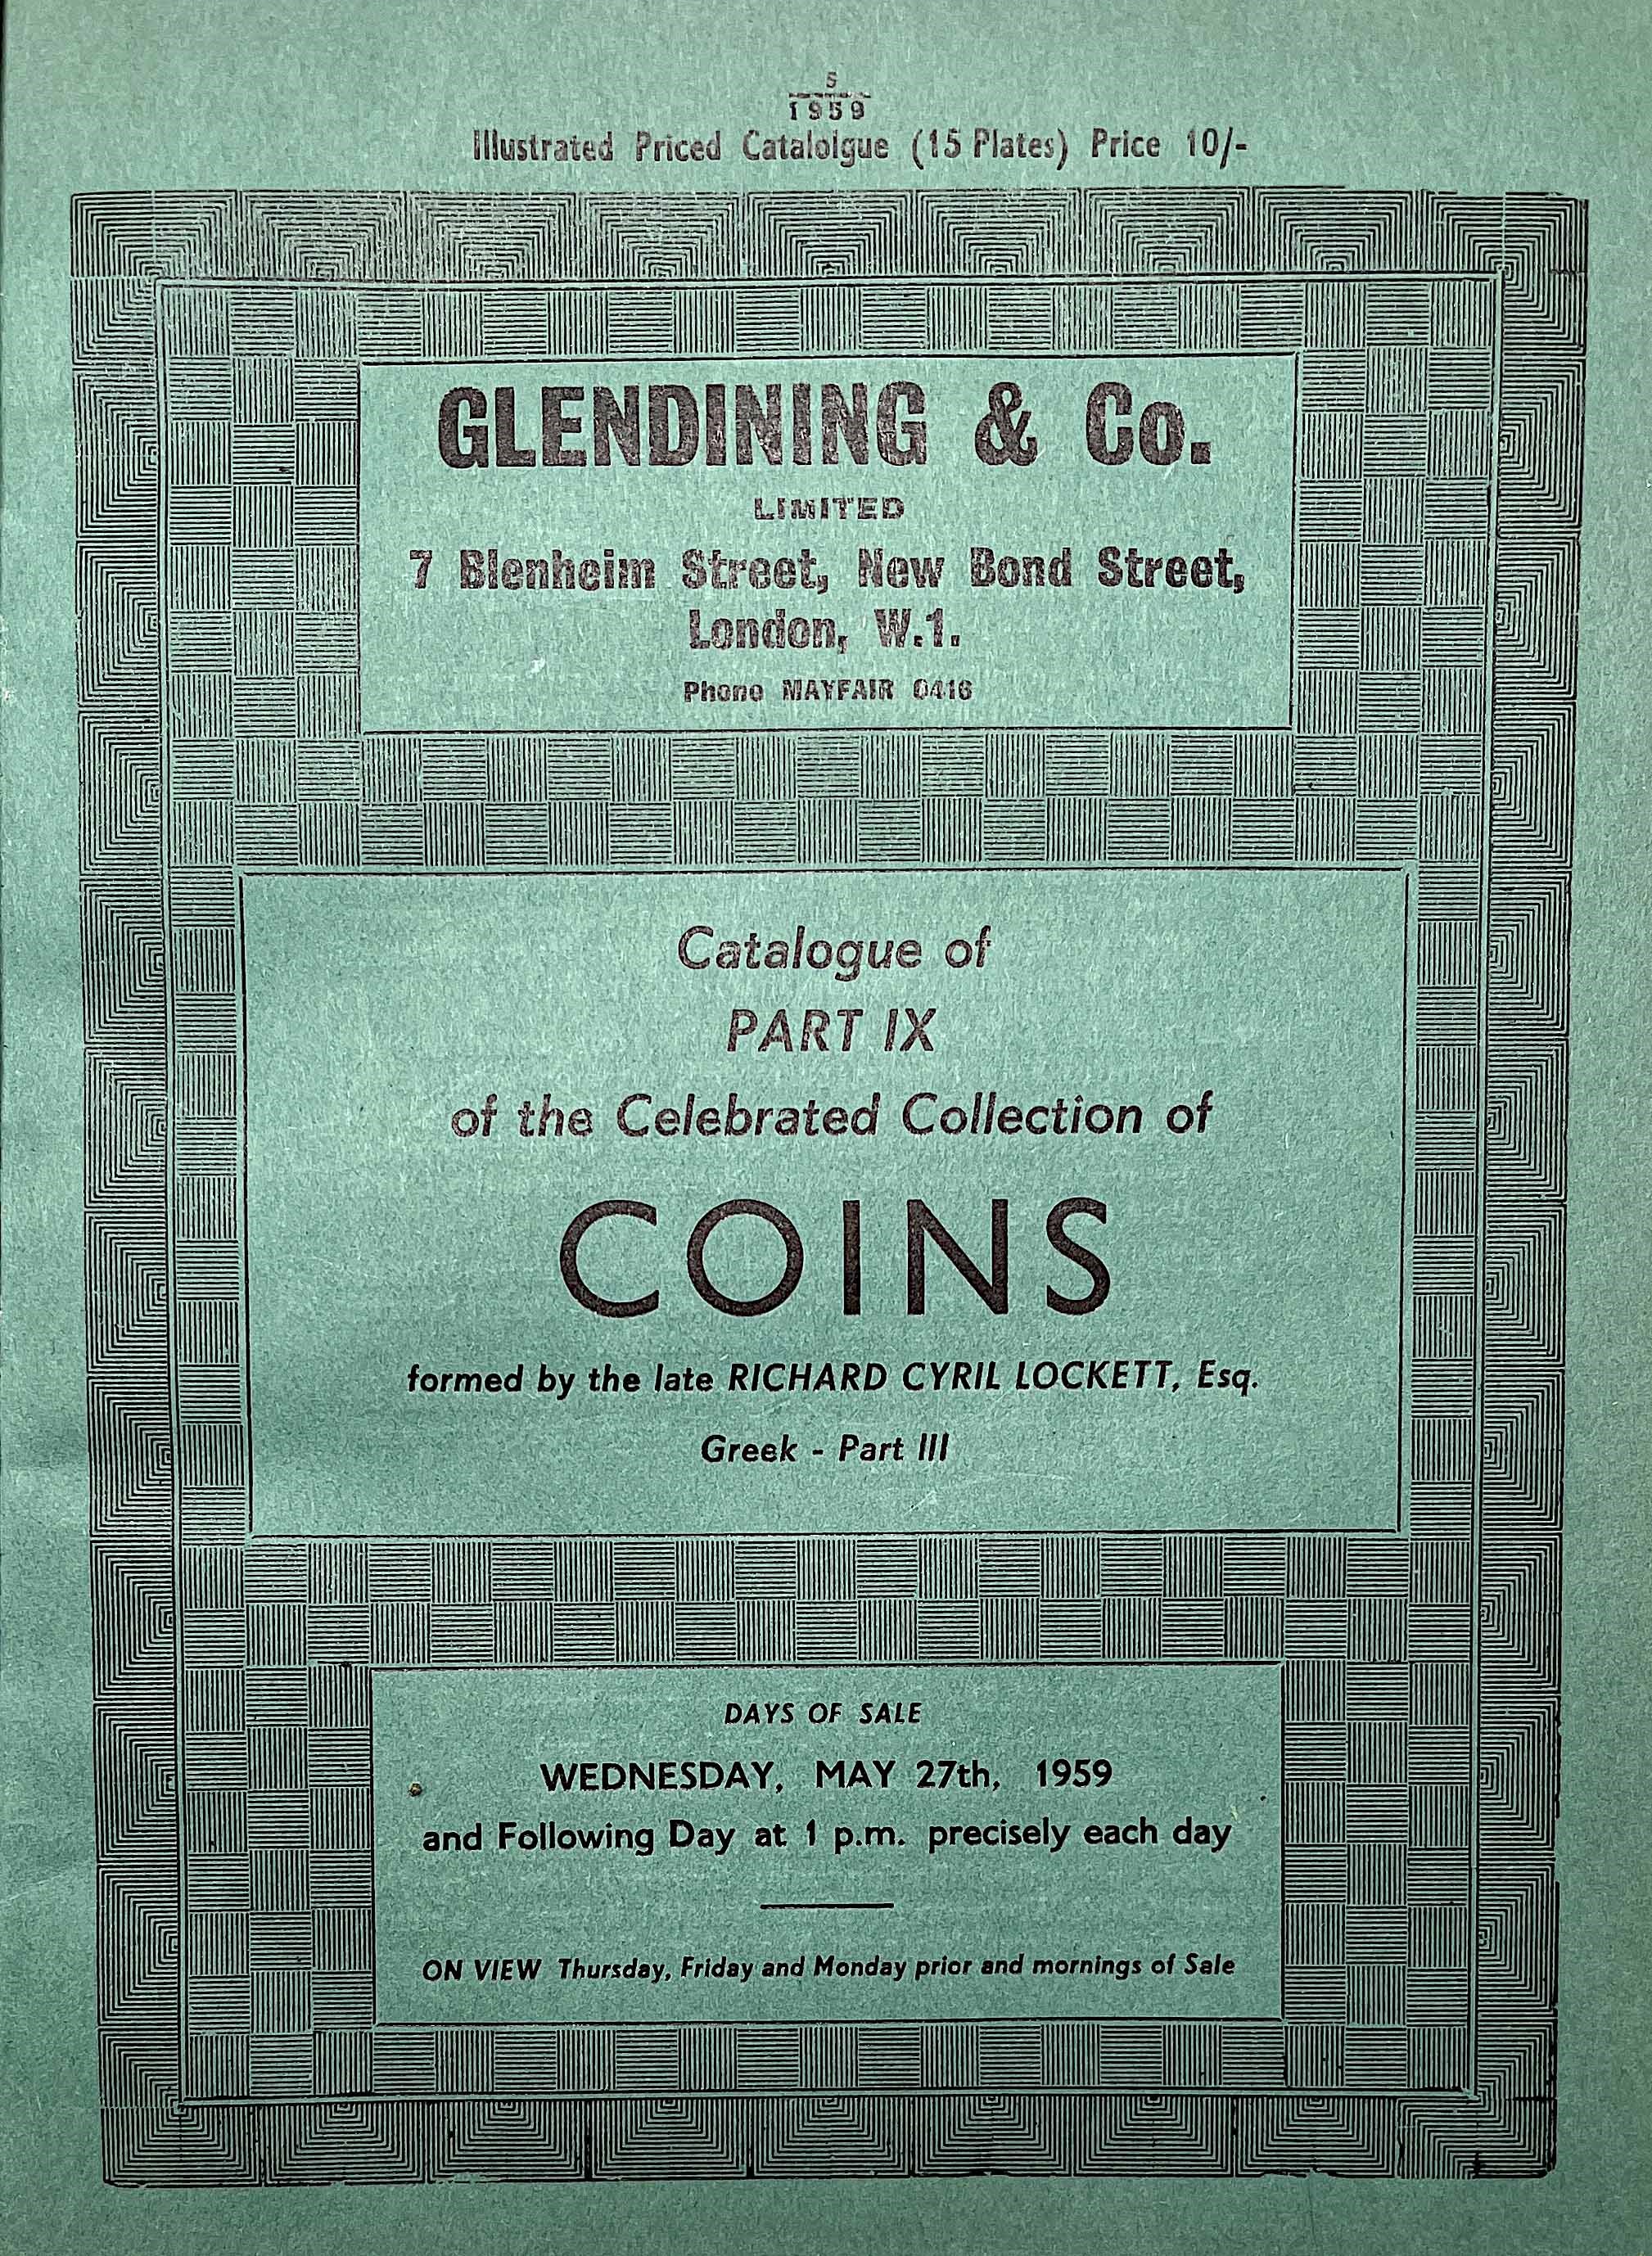 S
1959
Illustrated Priced Cataloigue (15 Plates) Price 10/-
GLENDINING & Co.
LIMITED
7 Blenheim Street, New Bond Street,
London, W.1.
Phone MAYFAIR 0416
Catalogue of
PART IX
of the Celebrated Collection of
COINS
formed by the late RICHARD CYRIL LOCKETT, Esq.
Greek - Part III
DAYS OF SALE
WEDNESDAY, MAY 27th, 1959
and Following Day at 1 p.m. precisely each day
ON VIEW Thursday, Friday and Monday prior and mornings of Sale